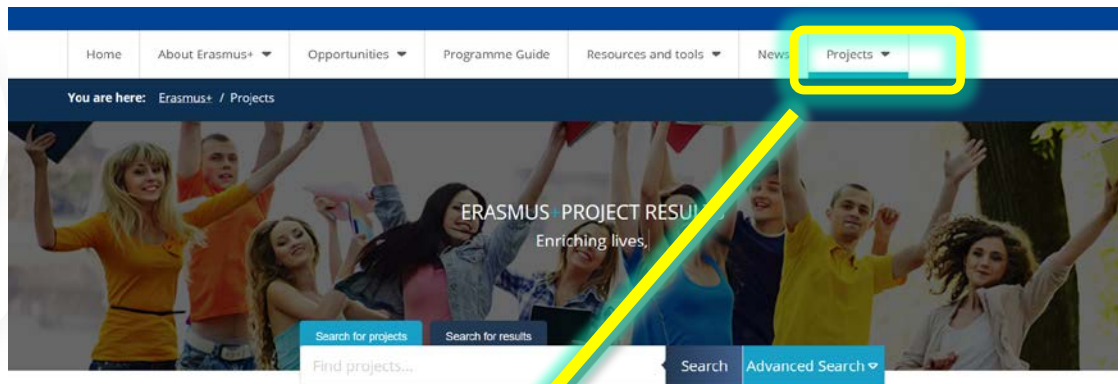 Home About Erasmus+ Opportunities Programme Guide Resources and tools News Projects
You are here: Erasmus+ / Projects
ERASMUS+PROJECT RESUL
Enriching lives,
Search for projects Search for results
Find projects... Search Advanced Search